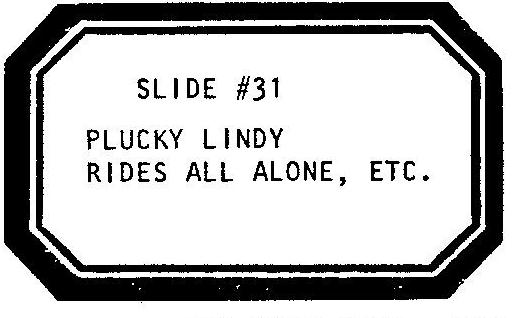 SLIDE #31
PLUCKY LINDY
RIDES ALL ALONE, ETC.